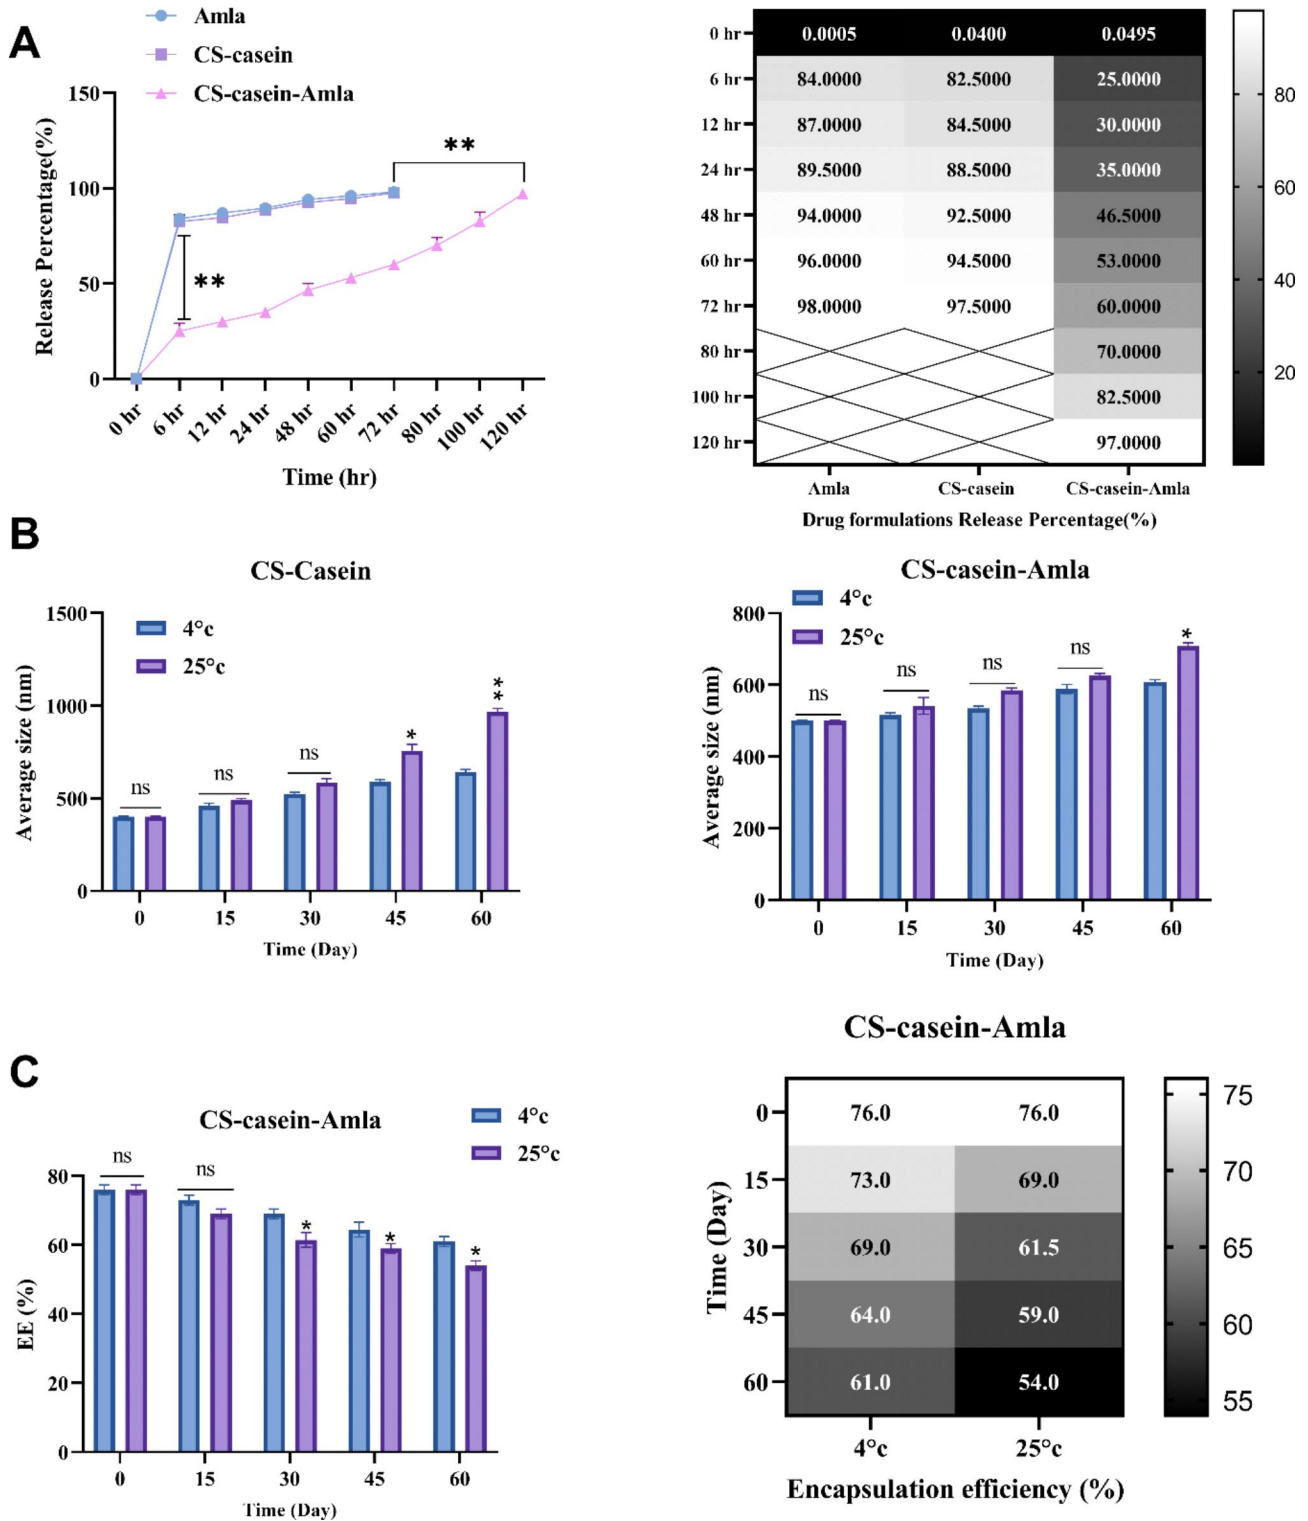 A
Amla
CS-casein
CS-casein-Amla
150
100
50
0
Release Percentage(%)
**
**
0 hr 6 hr 12 hr 24 hr 48 hr 60 hr 72 hr 80 hr 100 hr 120 hr
Time (hr)
0 hr 0.0005 0.0400 0.0495
6 hr 84.0000 82.5000 25.0000
12 hr 87.0000 84.5000 30.0000
24 hr 89.5000 88.5000 35.0000
48 hr 94.0000 92.5000 46.5000
60 hr 96.0000 94.5000 53.0000
72 hr 98.0000 97.5000 60.0000
80 hr 70.0000
100 hr 82.5000
120 hr 97.0000
Amla CS-casein CS-casein-Amla
Drug formulations Release Percentage(%)
80
60
40
20
B
CS-Casein
4°c
25°c
1500
1000
500
0
Average size (nm)
ns ns ns * **
0 15 30 45 60
Time (Day)
CS-casein-Amla
4°c
25°c
800
600
400
200
0
Average size (nm)
ns ns ns ns *
0 15 30 45 60
Time (Day)
C
CS-casein-Amla
4°c
25°c
80
60
40
20
0
EE (%)
ns ns * * *
0 15 30 45 60
Time (Day)
CS-casein-Amla
Time (Day)
0 76.0 76.0
15 73.0 69.0
30 69.0 61.5
45 64.0 59.0
60 61.0 54.0
4°c 25°c
Encapsulation efficiency (%)
75
70
65
60
55